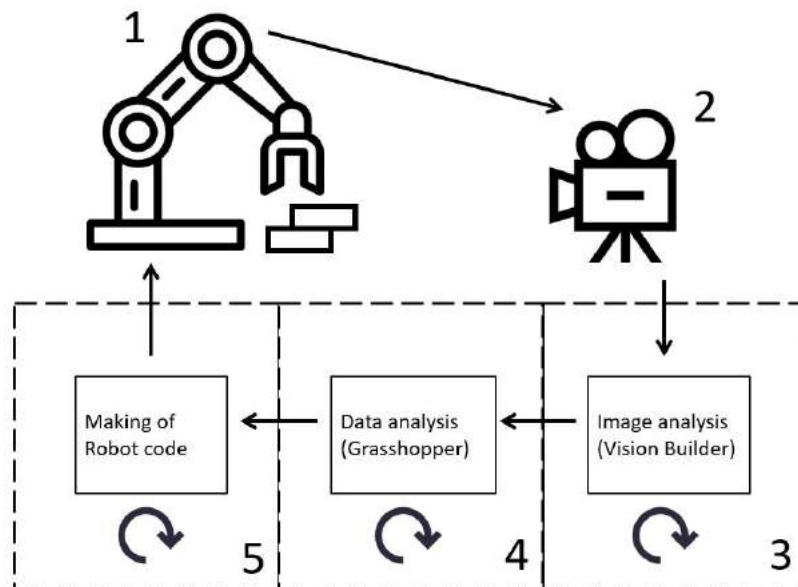 1
2
Making of
Robot code
5
Data analysis
(Grasshopper)
4
Image analysis
(Vision Builder)
3